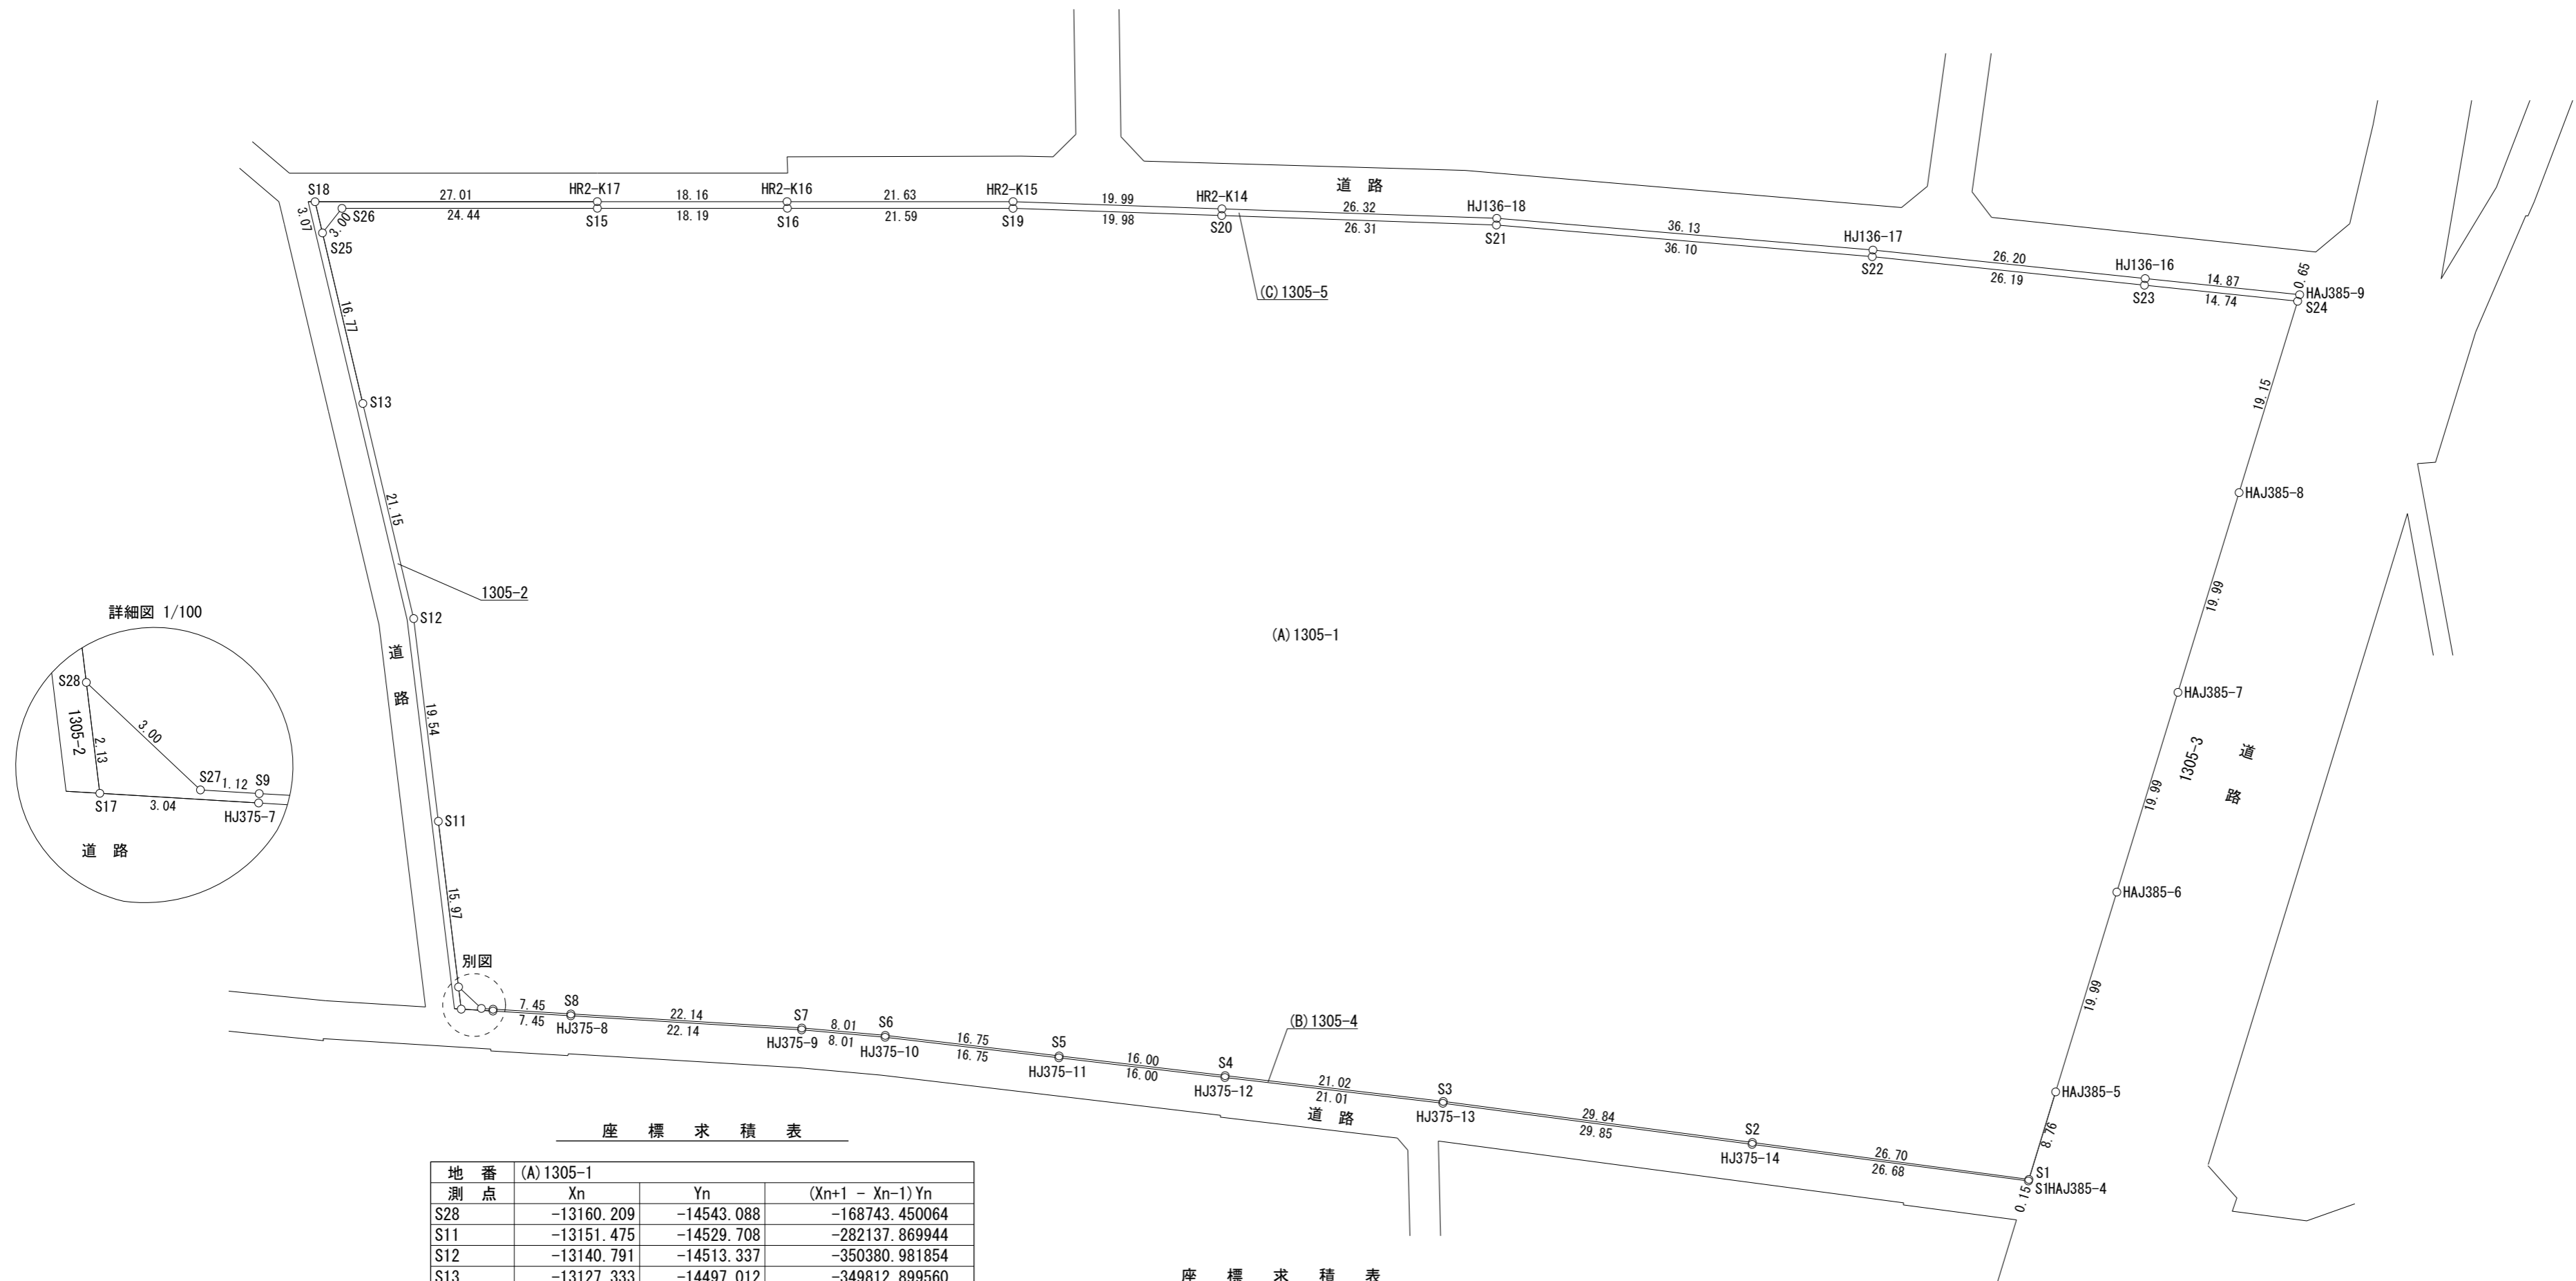 道 路
S18
27.01
HR2-K17
18.16
HR2-K16
21.63
HR2-K15
19.99
HR2-K14
26.32
HJ136-18
36.13
HJ136-17
26.20
HJ136-16
14.87
0.65
HAJ385-9
3.07
3.00
S26
24.44
S15
18.19
S16
21.59
S19
19.98
S20
26.31
S21
36.10
S22
26.19
S23
14.74
S24
S25
(C)1305-5
16.77
19.15
S13
HAJ385-8
21.15
1305-2
19.99
S12
(A)1305-1
道
路
HAJ385-7
19.54
1305-3
道
路
19.99
S11
HAJ385-6
15.97
19.99
詳細図 1/100
S28
1305-2
2.13
3.00
S27
1.12
S9
S17
3.04
HJ375-7
道 路
別図
7.45
7.45
S8
HJ375-8
22.14
22.14
S7
HJ375-9
8.01
8.01
S6
HJ375-10
16.75
16.75
S5
HJ375-11
16.00
16.00
S4
HJ375-12
(B)1305-4
21.02
21.01
道 路
S3
HJ375-13
29.84
29.85
S2
HJ375-14
26.70
26.68
HAJ385-5
8.76
S1
S1HAJ385-4
0.15
座 標 求 積 表
地 番 (A)1305-1
測 点 Xn Yn (Xn+1 - Xn-1)Yn
S28 -13160.209 -14543.088 -168743.450064
S11 -13151.475 -14529.708 -282137.869944
S12 -13140.791 -14513.337 -350380.981854
S13 -13127.333 -14497.012 -349812.899560
座 標 求 積 表